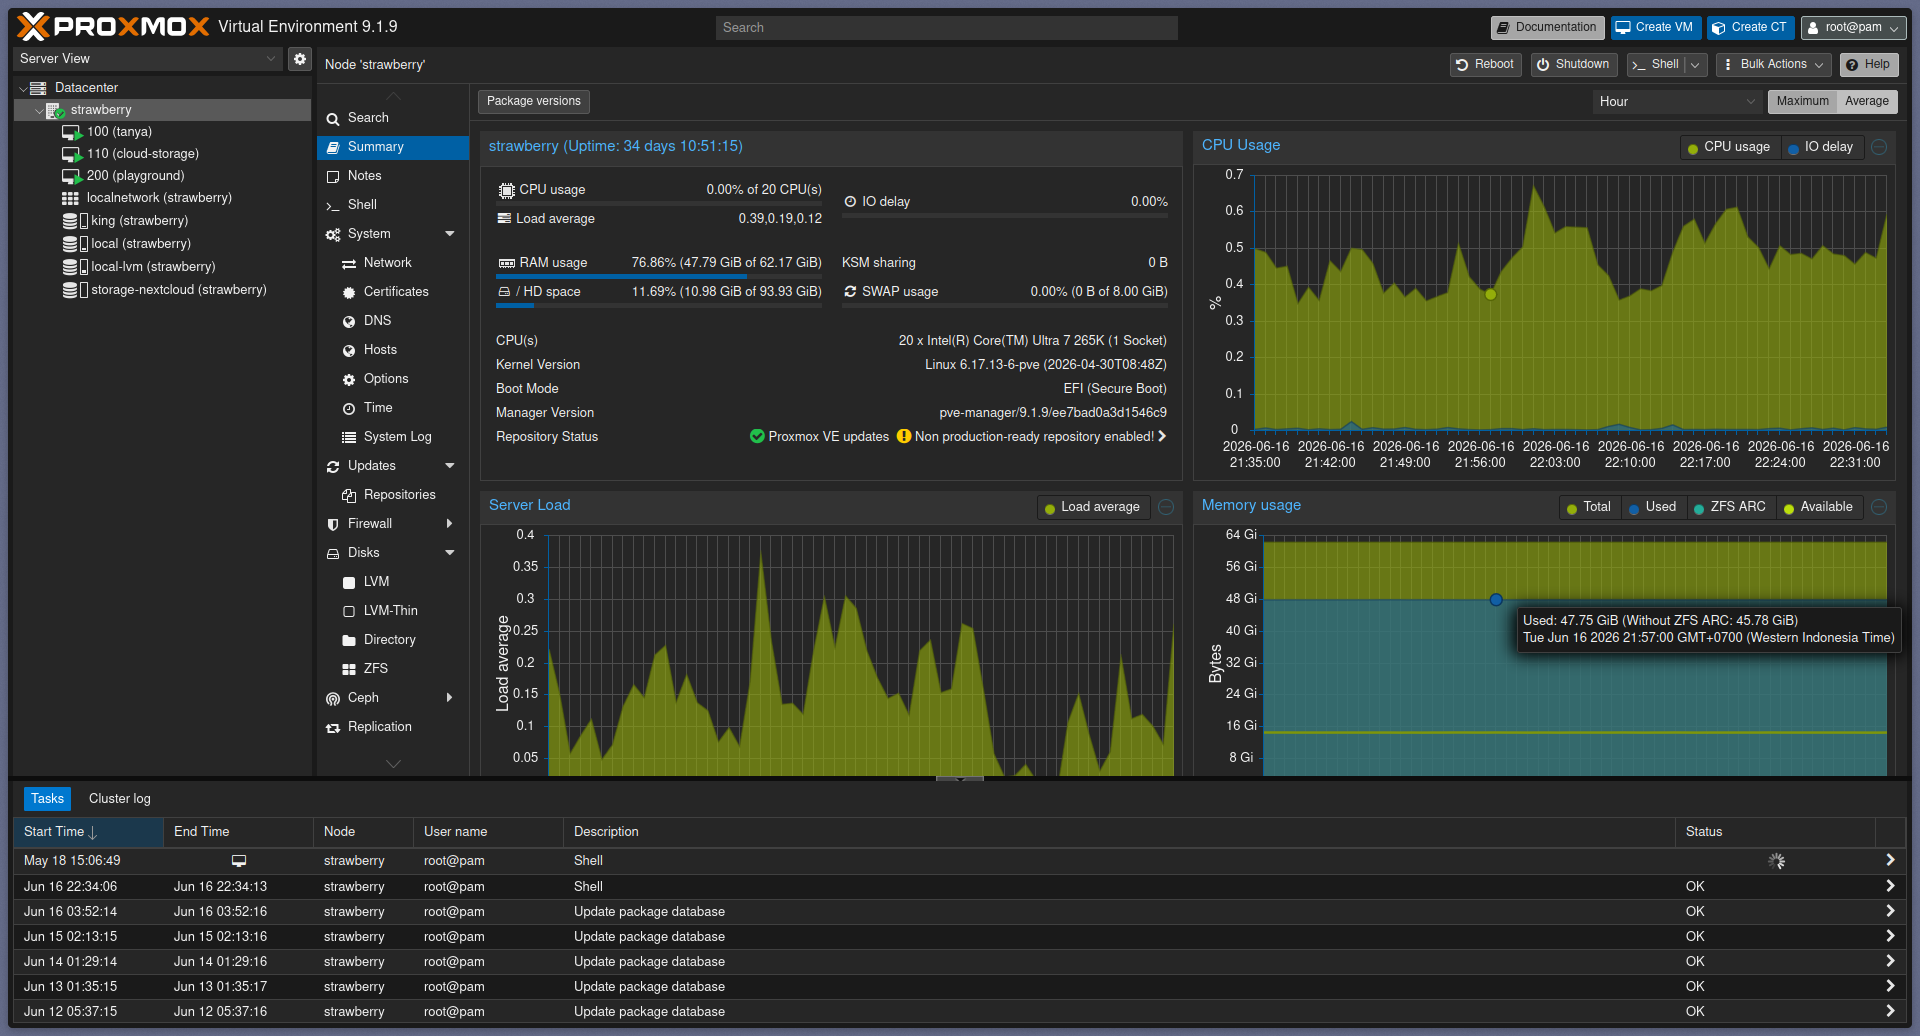 PROXMOX Virtual Environment 9.1.9
Search
Documentation
Create VM
Create CT
root@pam
Server View
Datacenter
strawberry
100 (tanya)
110 (cloud-storage)
200 (playground)
localnetwork (strawberry)
king (strawberry)
local (strawberry)
local-lvm (strawberry)
storage-nextcloud (strawberry)
Node 'strawberry'
Reboot
Shutdown
Shell
Bulk Actions
Help
Search
Summary
Notes
Shell
System
Network
Certificates
DNS
Hosts
Options
Time
System Log
Updates
Repositories
Firewall
Disks
LVM
LVM-Thin
Directory
ZFS
Ceph
Replication
Package versions
Hour
Maximum
Average
strawberry (Uptime: 34 days 10:51:15)
CPU usage 0.00% of 20 CPU(s)
Load average 0.39,0.19,0.12
IO delay 0.00%
RAM usage 76.86% (47.79 GiB of 62.17 GiB)
KSM sharing 0 B
/ HD space 11.69% (10.98 GiB of 93.93 GiB)
SWAP usage 0.00% (0 B of 8.00 GiB)
CPU(s) 20 x Intel(R) Core(TM) Ultra 7 265K (1 Socket)
Kernel Version Linux 6.17.13-6-pve (2026-04-30T08:48Z)
Boot Mode EFI (Secure Boot)
Manager Version pve-manager/9.1.9/ee7bad0a3d1546c9
Repository Status Proxmox VE updates Non production-ready repository enabled!
CPU Usage
CPU usage
IO delay
0.7
0.6
0.5
0.4
0.3
0.2
0.1
0
%
2026-06-16 2026-06-16 2026-06-16 2026-06-16 2026-06-16 2026-06-16 2026-06-16 2026-06-16 2026-06-16
21:35:00 21:42:00 21:49:00 21:56:00 22:03:00 22:10:00 22:17:00 22:24:00 22:31:00
Server Load
Load average
0.4
0.35
0.3
0.25
0.2
0.15
0.1
0.05
Load average
Memory usage
Total
Used
ZFS ARC
Available
64 Gi
56 Gi
48 Gi
40 Gi
32 Gi
24 Gi
16 Gi
8 Gi
Bytes
Used: 47.75 GiB (Without ZFS ARC: 45.78 GiB)
Tue Jun 16 2026 21:57:00 GMT+0700 (Western Indonesia Time)
Tasks
Cluster log
Start Time End Time Node User name Description Status
May 18 15:06:49 strawberry root@pam Shell
Jun 16 22:34:06 Jun 16 22:34:13 strawberry root@pam Shell OK
Jun 16 03:52:14 Jun 16 03:52:16 strawberry root@pam Update package database OK
Jun 15 02:13:15 Jun 15 02:13:16 strawberry root@pam Update package database OK
Jun 14 01:29:14 Jun 14 01:29:16 strawberry root@pam Update package database OK
Jun 13 01:35:15 Jun 13 01:35:17 strawberry root@pam Update package database OK
Jun 12 05:37:15 Jun 12 05:37:16 strawberry root@pam Update package database OK